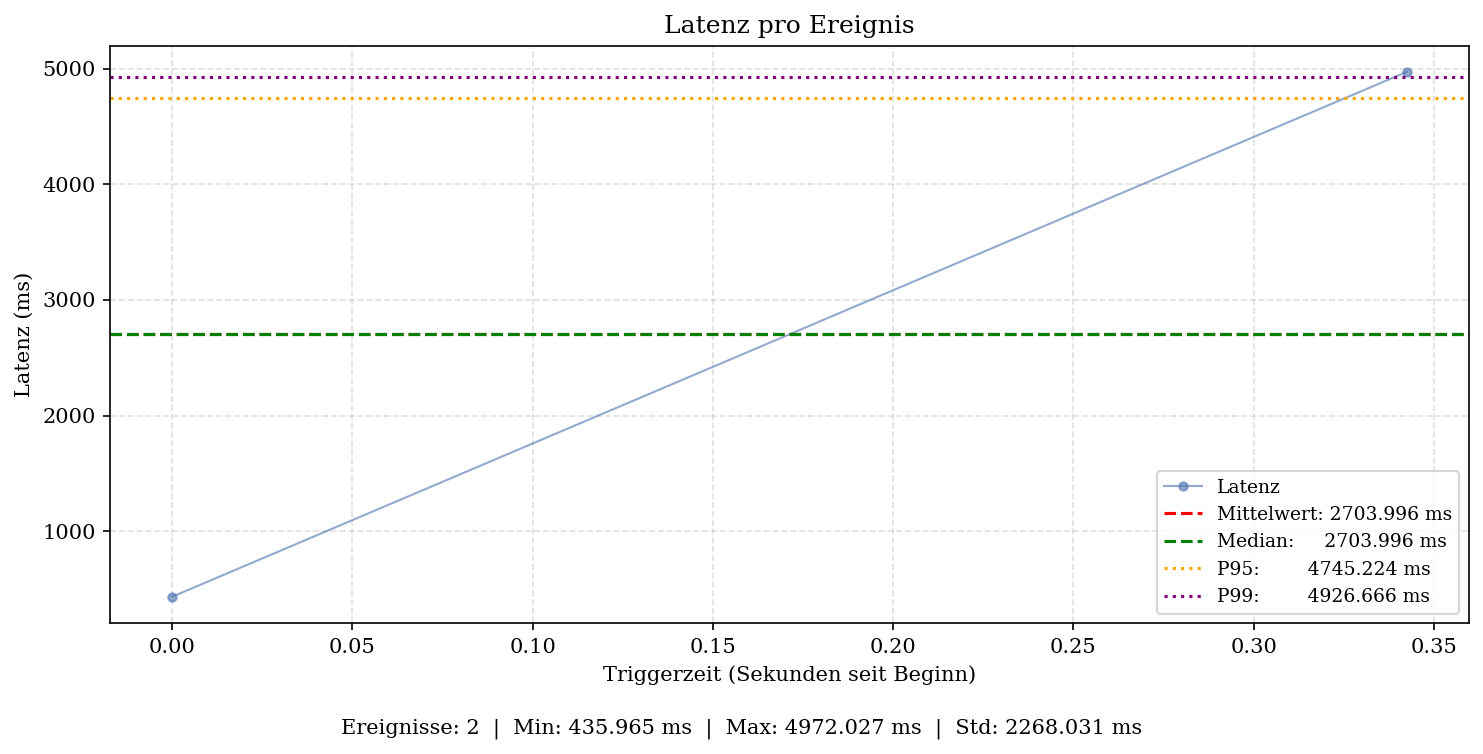 Latenz pro Ereignis
5000
4000
3000
2000
1000
Latenz (ms)
Latenz
Mittelwert: 2703.996 ms
Median: 2703.996 ms
P95: 4745.224 ms
P99: 4926.666 ms
0.00 0.05 0.10 0.15 0.20 0.25 0.30 0.35
Triggerzeit (Sekunden seit Beginn)
Ereignisse: 2 | Min: 435.965 ms | Max: 4972.027 ms | Std: 2268.031 ms